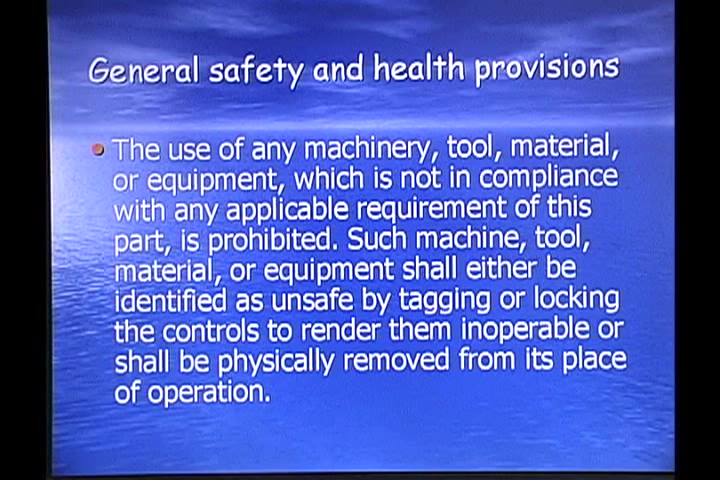 General safety and health provisions
The use of any machinery, tool, material,
or equipment, which is not in compliance
with any applicable requirement of this
part, is prohibited. Such machine, tool,
material, or equipment shall either be
identified as unsafe by tagging or locking
the controls to render them inoperable or
shall be physically removed from its place
of operation.